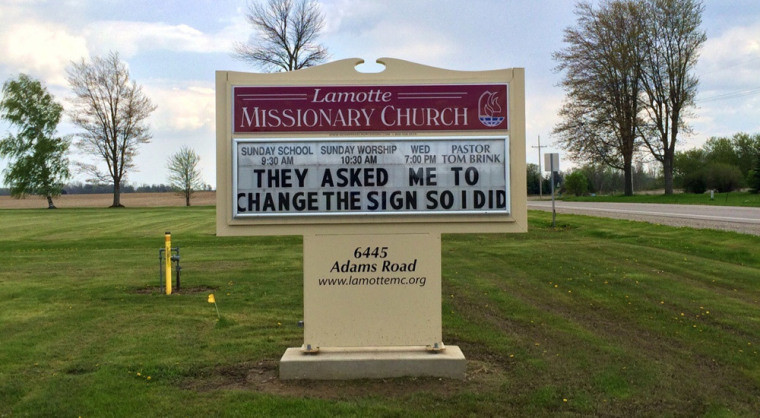 Lamotte
MISSIONARY CHURCH
SUNDAY SCHOOL SUNDAY WORSHIP WED PASTOR
9:30 AM 10:30 AM 7:00 PM TOM BRINK
THEY ASKED ME TO
CHANGE THE SIGN SO I DID
6445
Adams Road
www.lamottemc.org